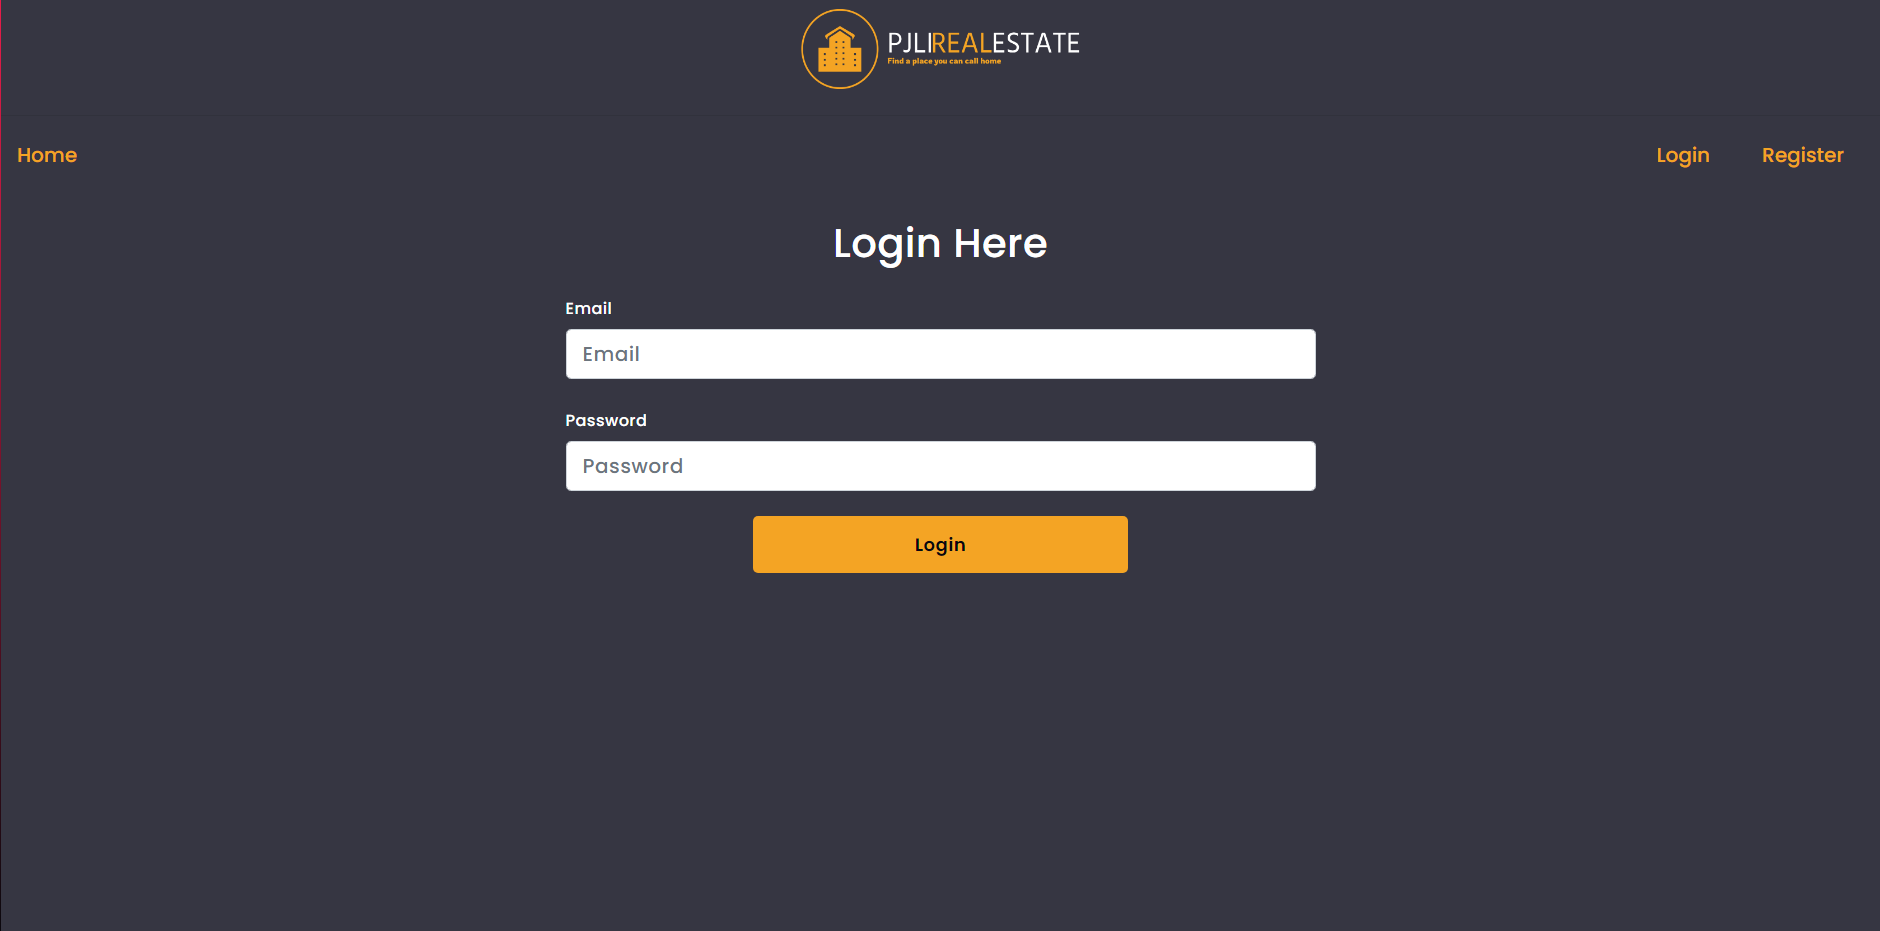 PJLIREALESTATE
Find a place you can call home
Home
Login
Register
Login Here
Email
Email
Password
Password
Login